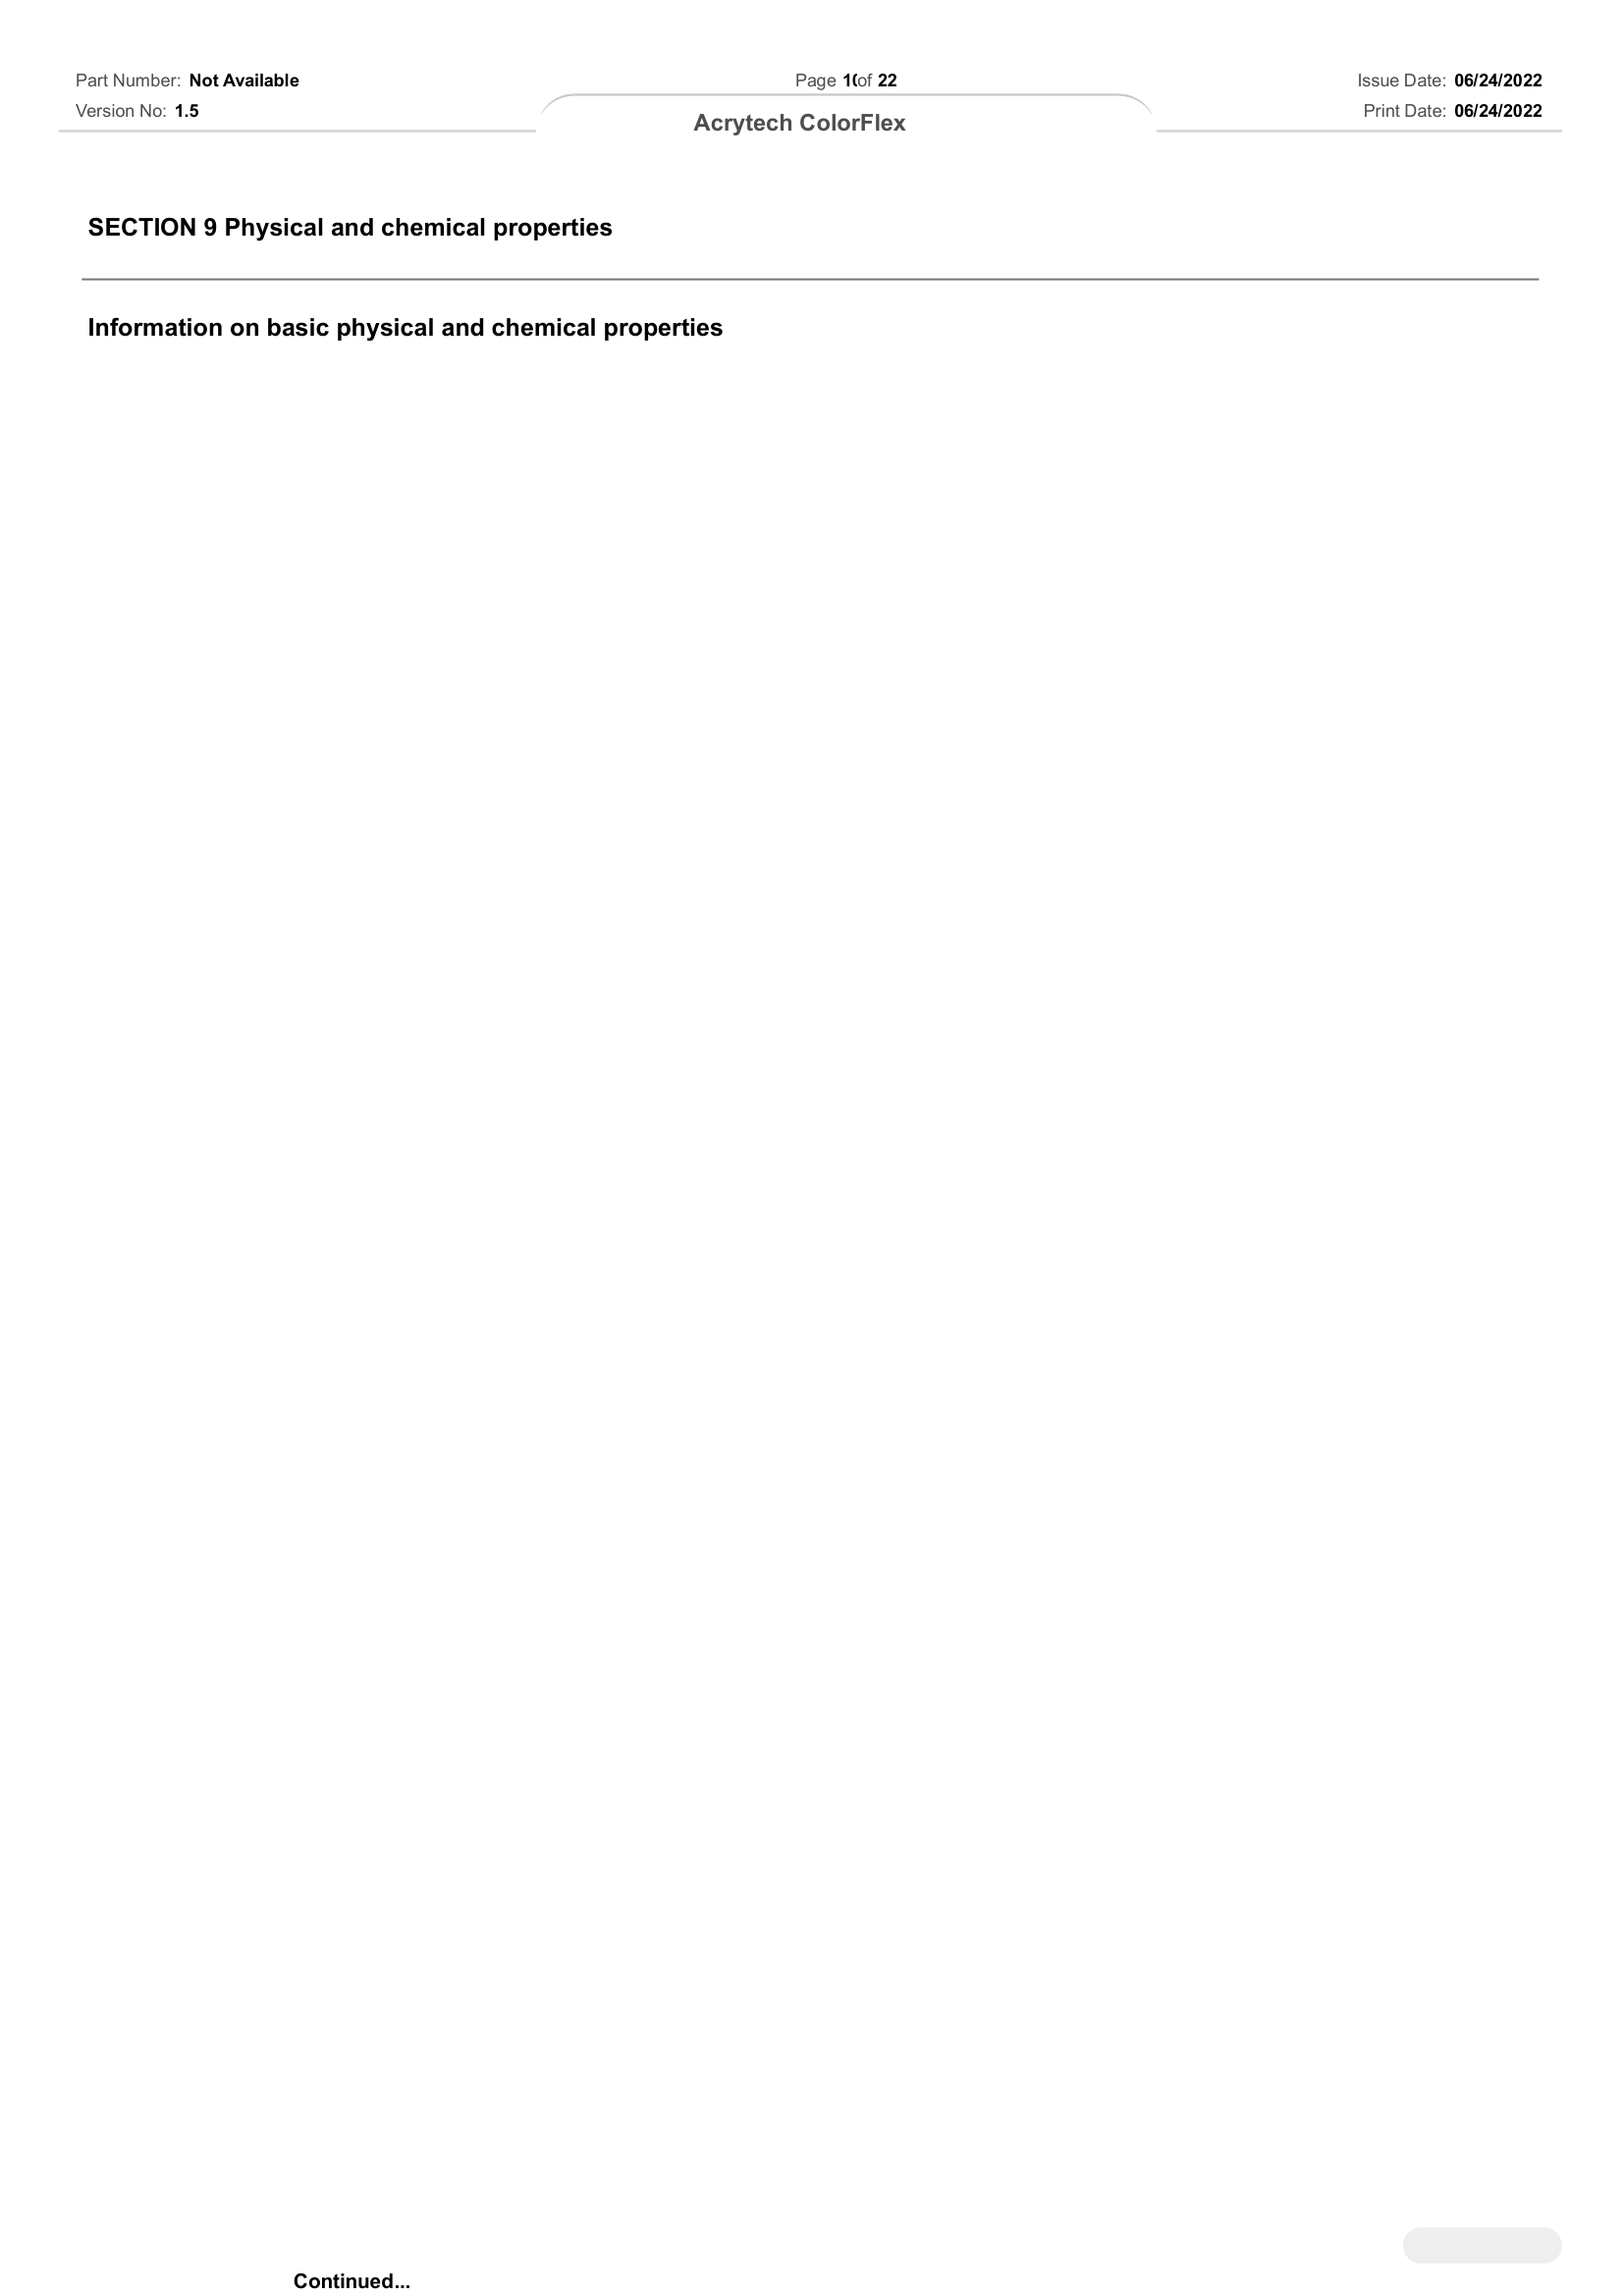 Part Number: Not Available
Page 10 of 22
Issue Date: 06/24/2022
Version No: 1.5
Print Date: 06/24/2022
Acrytech ColorFlex
SECTION 9 Physical and chemical properties
Information on basic physical and chemical properties
Continued...